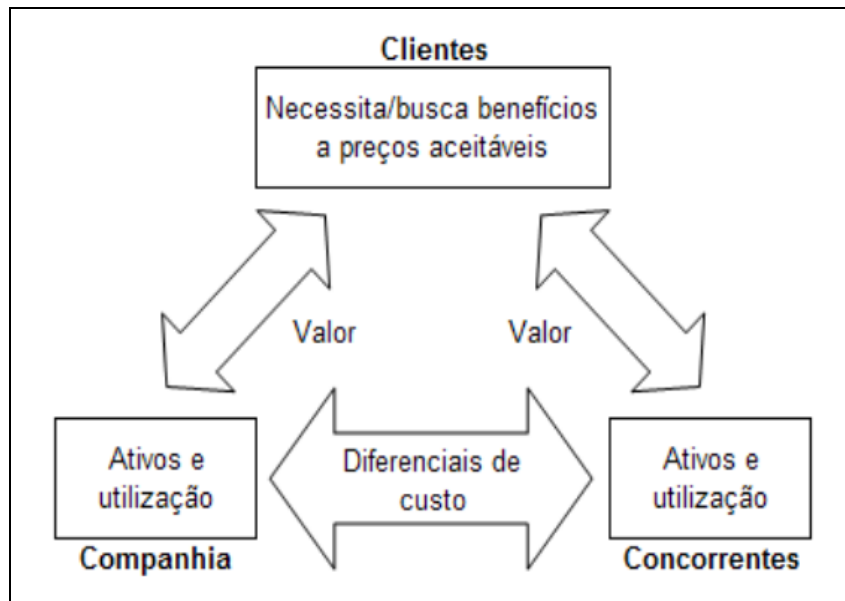 Clientes
Necessita/busca benefícios
a preços aceitáveis
Valor
Valor
Ativos e
utilização
Diferenciais de
custo
Ativos e
utilização
Companhia
Concorrentes